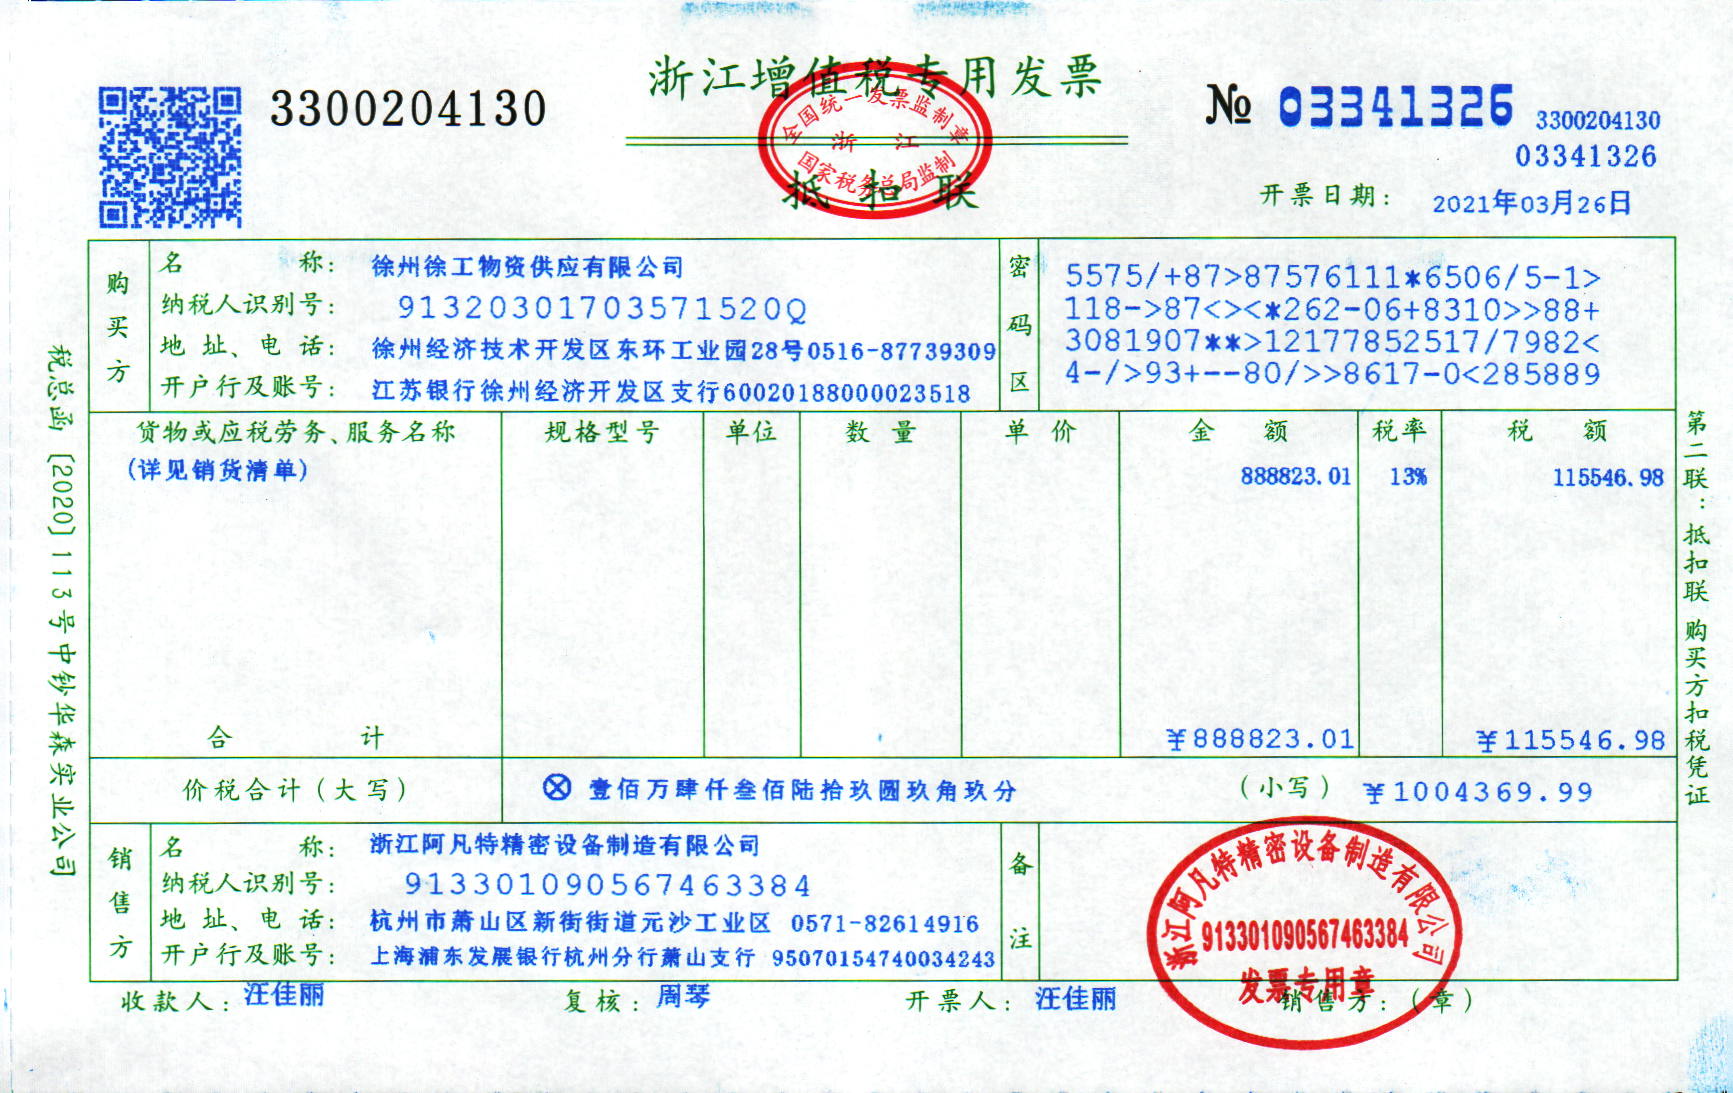 浙江增值税专用发票
3300204130
№ 03341326
3300204130
03341326
全国统一发票监制章
浙 江
国家税务总局监制
抵扣联
开票日期： 2021年03月26日
购买方
名 称： 徐州徐工物资供应有限公司
纳税人识别号： 91320301703571520Q
地 址、电 话： 徐州经济技术开发区东环工业园28号0516-87739309
开户行及账号： 江苏银行徐州经济开发区支行60020188000023518
密码区
5575/+87>87576111*6506/5-1>
118->87<><*262-06+8310>>88+
3081907**>12177852517/7982<
4-/>93+--80/>>8617-0<285889
货物或应税劳务、服务名称 规格型号 单位 数 量 单 价 金 额 税率 税 额
(详见销货清单) 888823.01 13% 115546.98
合 计 ￥888823.01 ￥115546.98
价税合计（大写） ⊗ 壹佰万肆仟叁佰陆拾玖圆玖角玖分 （小写） ￥1004369.99
销售方
名 称： 浙江阿凡特精密设备制造有限公司
纳税人识别号： 913301090567463384
地 址、电 话： 杭州市萧山区新街街道元沙工业区 0571-82614916
开户行及账号： 上海浦东发展银行杭州分行萧山支行 95070154740034243
备注
浙江阿凡特精密设备制造有限公司
913301090567463384
发票专用章
收款人： 汪佳丽 复核： 周琴 开票人： 汪佳丽 销售方：（章）
税总函[2020]113号中钞华森实业公司
第二联：抵扣联 购买方扣税凭证